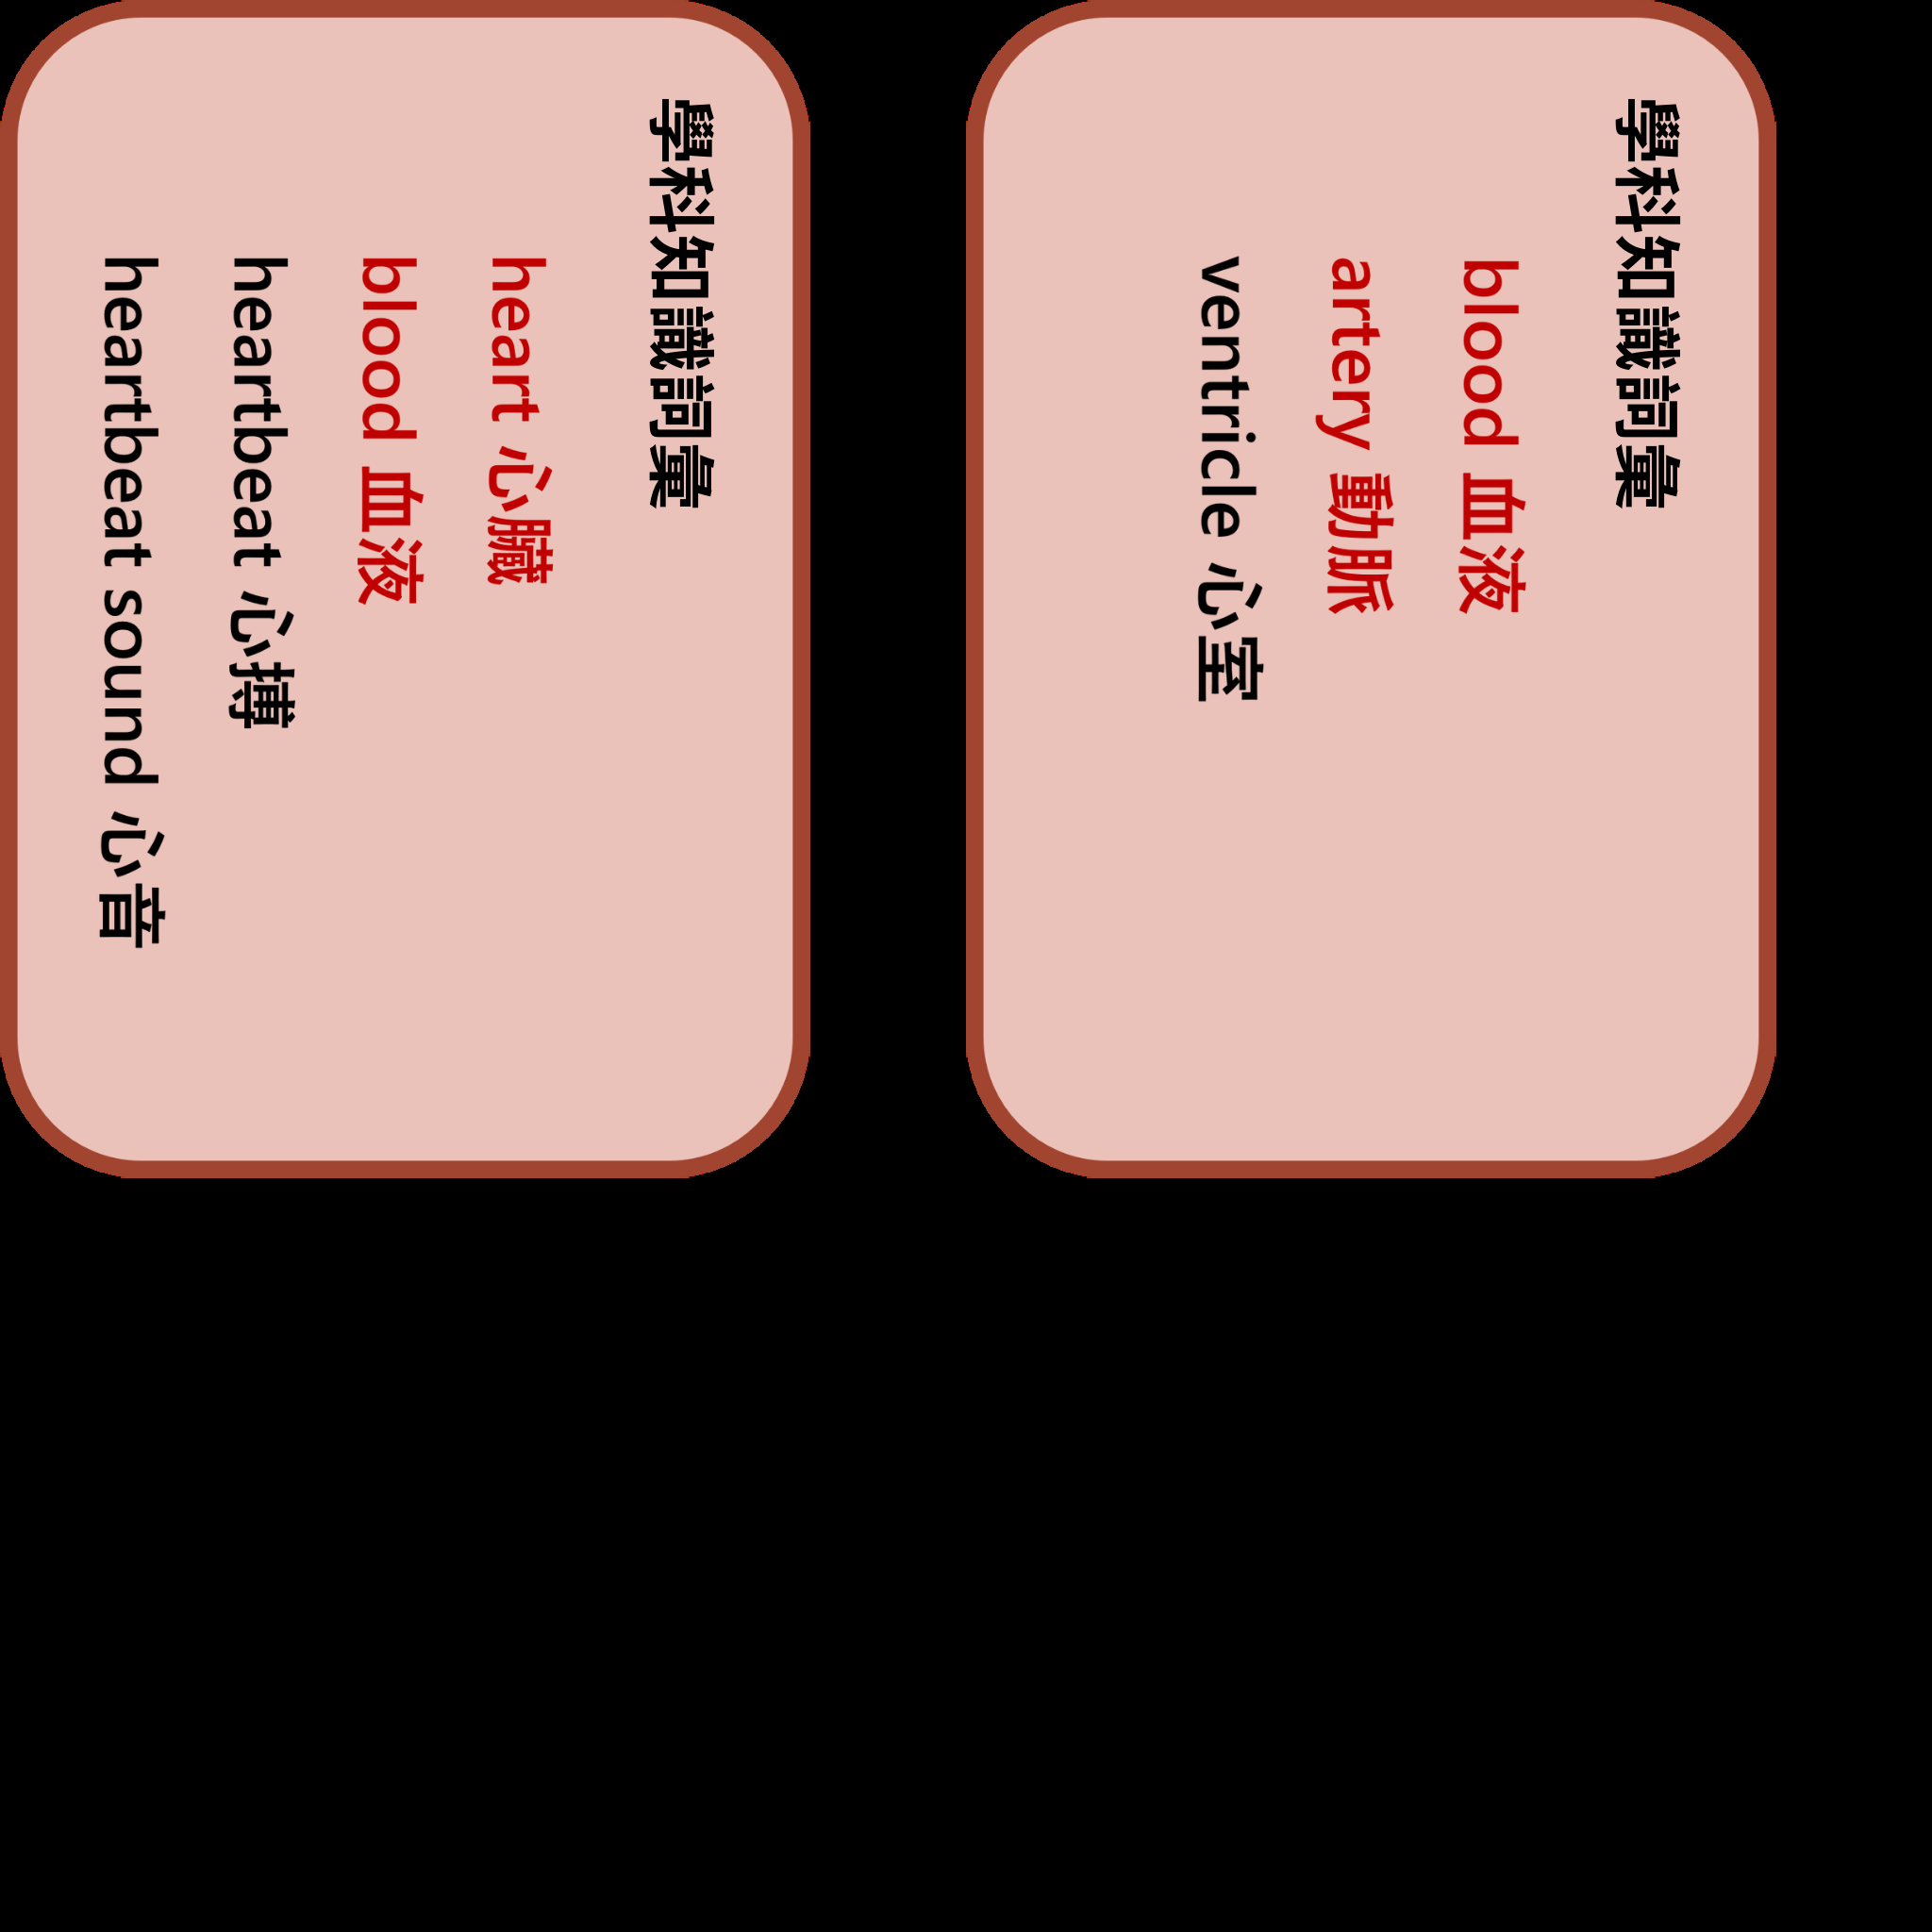 學科知識詞彙
heart 心臟
blood 血液
heartbeat 心搏
heartbeat sound 心音
學科知識詞彙
blood 血液
artery 動脈
ventricle 心室